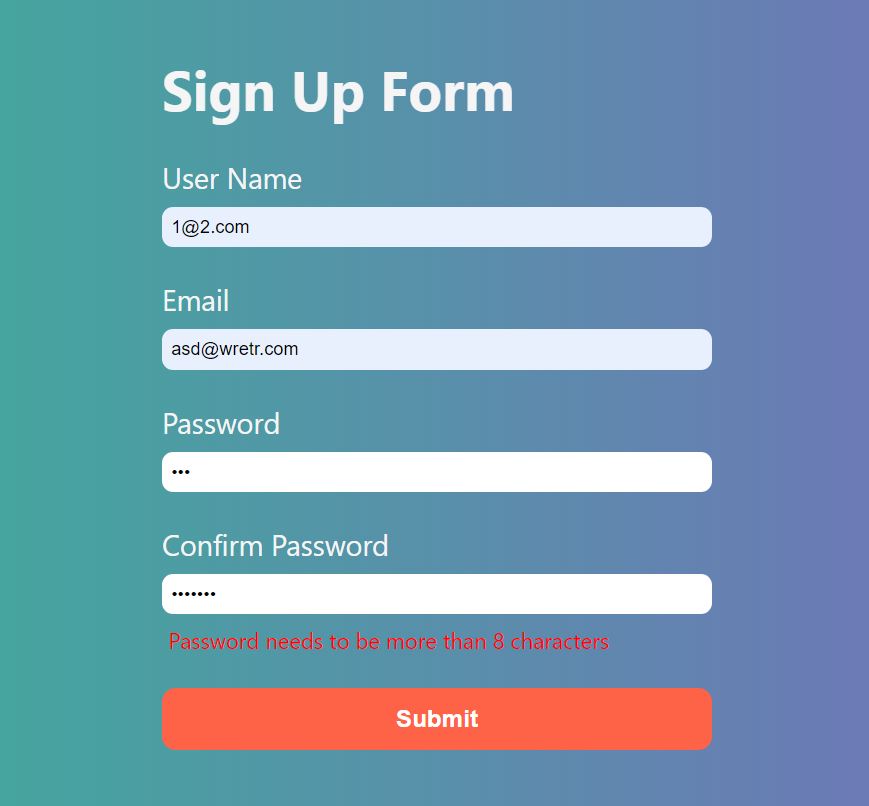 Sign Up Form
User Name
1@2.com
Email
asd@wretr.com
Password
•••
Confirm Password
•••••••
Password needs to be more than 8 characters
Submit